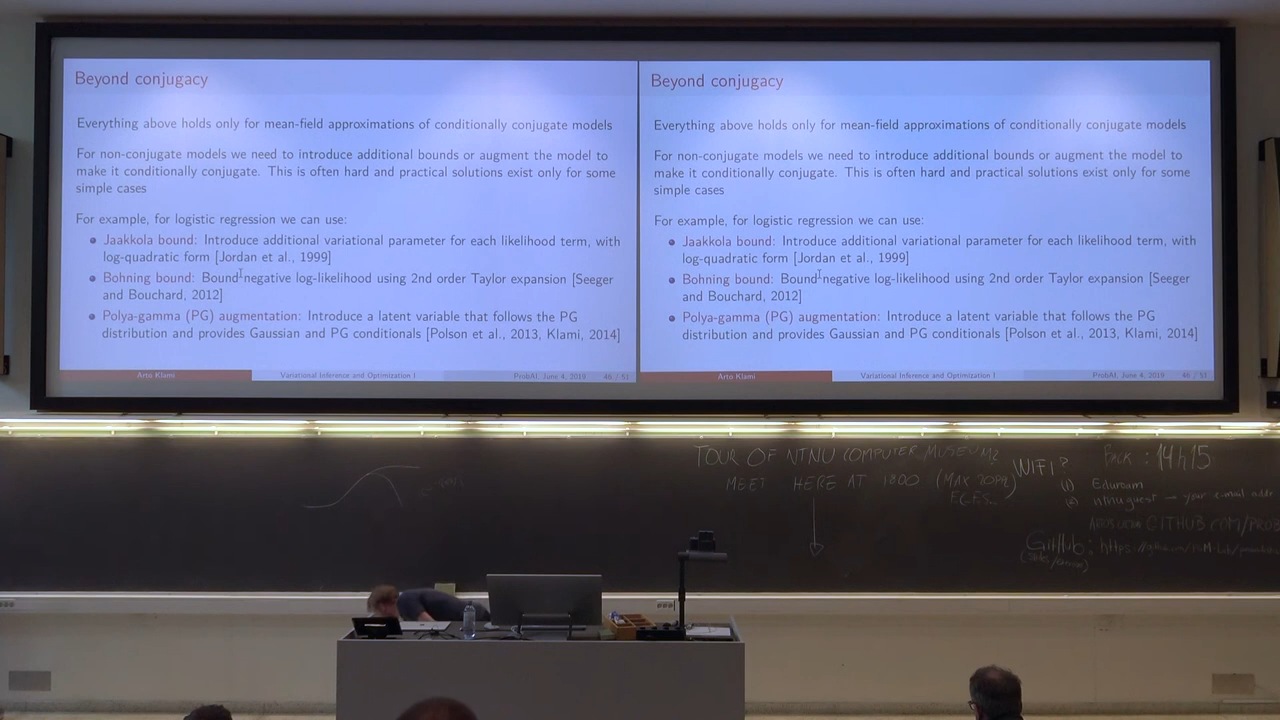 Beyond conjugacy
Everything above holds only for mean-field approximations of conditionally conjugate models
For non-conjugate models we need to introduce additional bounds or augment the model to
make it conditionally conjugate. This is often hard and practical solutions exist only for some
simple cases
For example, for logistic regression we can use:
Jaakkola bound: Introduce additional variational parameter for each likelihood term, with
log-quadratic form [Jordan et al., 1999]
Bohning bound: Bound negative log-likelihood using 2nd order Taylor expansion [Seeger
and Bouchard, 2012]
Polya-gamma (PG) augmentation: Introduce a latent variable that follows the PG
distribution and provides Gaussian and PG conditionals [Polson et al., 2013, Klami, 2014]
Arto Klami Variational Inference and Optimization I ProbAI, June 4, 2019 46 / 51
Beyond conjugacy
Everything above holds only for mean-field approximations of conditionally conjugate models
For non-conjugate models we need to introduce additional bounds or augment the model to
make it conditionally conjugate. This is often hard and practical solutions exist only for some
simple cases
For example, for logistic regression we can use:
Jaakkola bound: Introduce additional variational parameter for each likelihood term, with
log-quadratic form [Jordan et al., 1999]
Bohning bound: Bound negative log-likelihood using 2nd order Taylor expansion [Seeger
and Bouchard, 2012]
Polya-gamma (PG) augmentation: Introduce a latent variable that follows the PG
distribution and provides Gaussian and PG conditionals [Polson et al., 2013, Klami, 2014]
Arto Klami Variational Inference and Optimization I ProbAI, June 4, 2019 46 / 51
TOUR OF NTNU COMPUTER MUSEUM?
MEET HERE AT 1800 (MAX 20PPL
WIFI?
BACK : 14h15
(1) Eduroam
(2) ntnuguest → your e-mail addr
GITHUB.COM/PROB
GitHub: https://github.com/